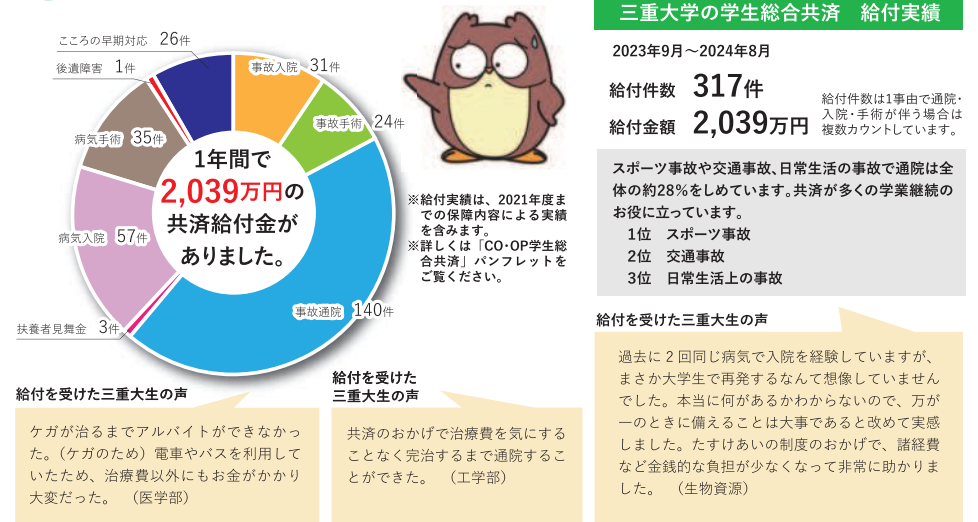 こころの早期対応 26件
後遺障害 1件
病気手術 35件
病気入院 57件
扶養者見舞金 3件
事故入院 31件
事故手術 24件
事故通院 140件
1年間で
2,039万円の
共済給付金が
ありました。
※給付実績は、2021年度ま
での保障内容による実績
を含みます。
※詳しくは「CO・OP学生総
合共済」パンフレットを
ご覧ください。
三重大学の学生総合共済 給付実績
2023年9月～2024年8月
給付件数 317件
給付金額 2,039万円
給付件数は1事由で通院・
入院・手術が伴う場合は
複数カウントしています。
スポーツ事故や交通事故、日常生活の事故で通院は全
体の約28％をしめています。共済が多くの学業継続の
お役に立っています。
1位 スポーツ事故
2位 交通事故
3位 日常生活上の事故
給付を受けた三重大生の声
ケガが治るまでアルバイトができなかっ
た。（ケガのため）電車やバスを利用して
いたため、治療費以外にもお金がかかり
大変だった。 （医学部）
給付を受けた
三重大生の声
共済のおかげで治療費を気にする
ことなく完治するまで通院するこ
とができた。 （工学部）
給付を受けた三重大生の声
過去に2回同じ病気で入院を経験していますが、
まさか大学生で再発するなんて想像していません
でした。本当に何があるかわからないので、万が
一のときに備えることは大事であると改めて実感
しました。たすけあいの制度のおかげで、諸経費
など金銭的な負担が少なくなって非常に助かりま
した。 （生物資源）